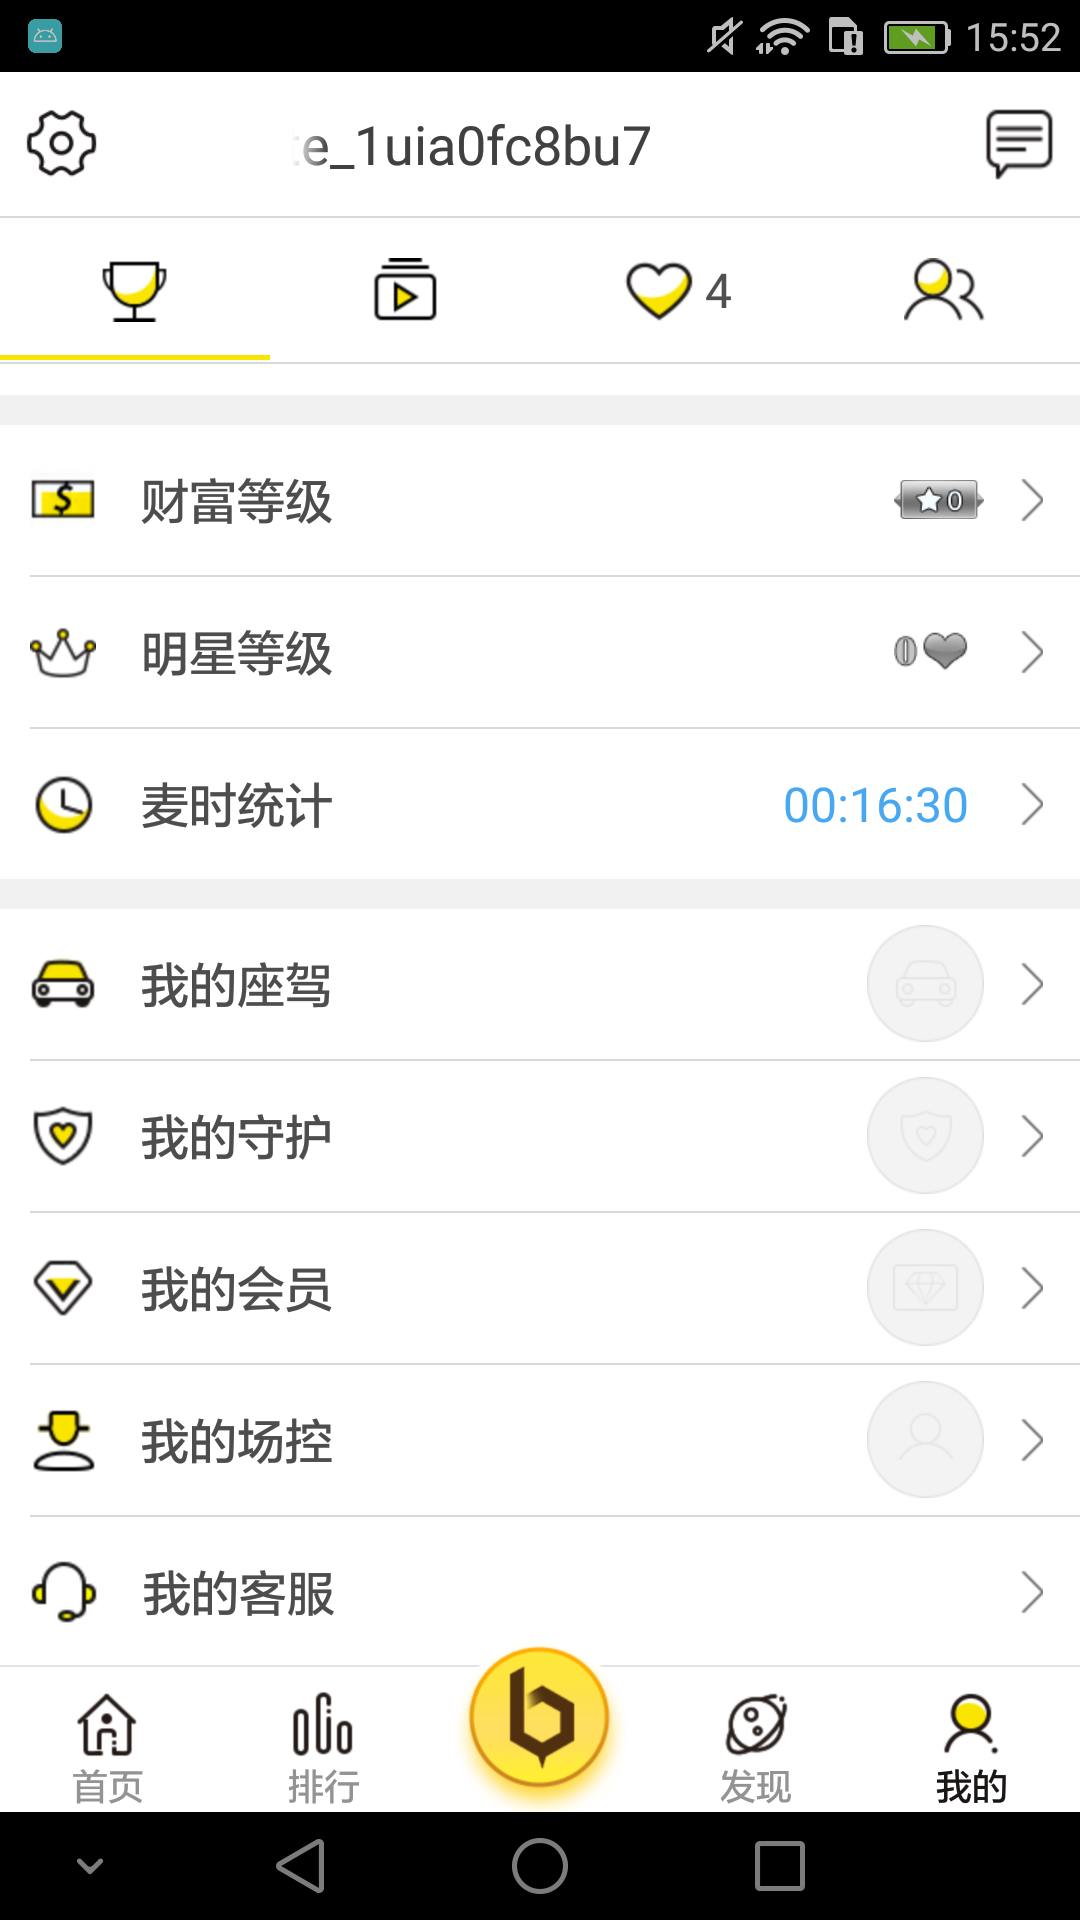 15:52
te_1uia0fc8bu7
4
财富等级
0
明星等级
0
麦时统计
00:16:30
我的座驾
我的守护
我的会员
我的场控
我的客服
首页
排行
发现
我的